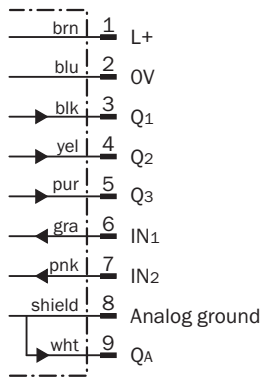 brn 1 L+
blu 2 0V
blk 3 Q1
yel 4 Q2
pur 5 Q3
gra 6 IN1
pnk 7 IN2
shield 8 Analog ground
wht 9 QA